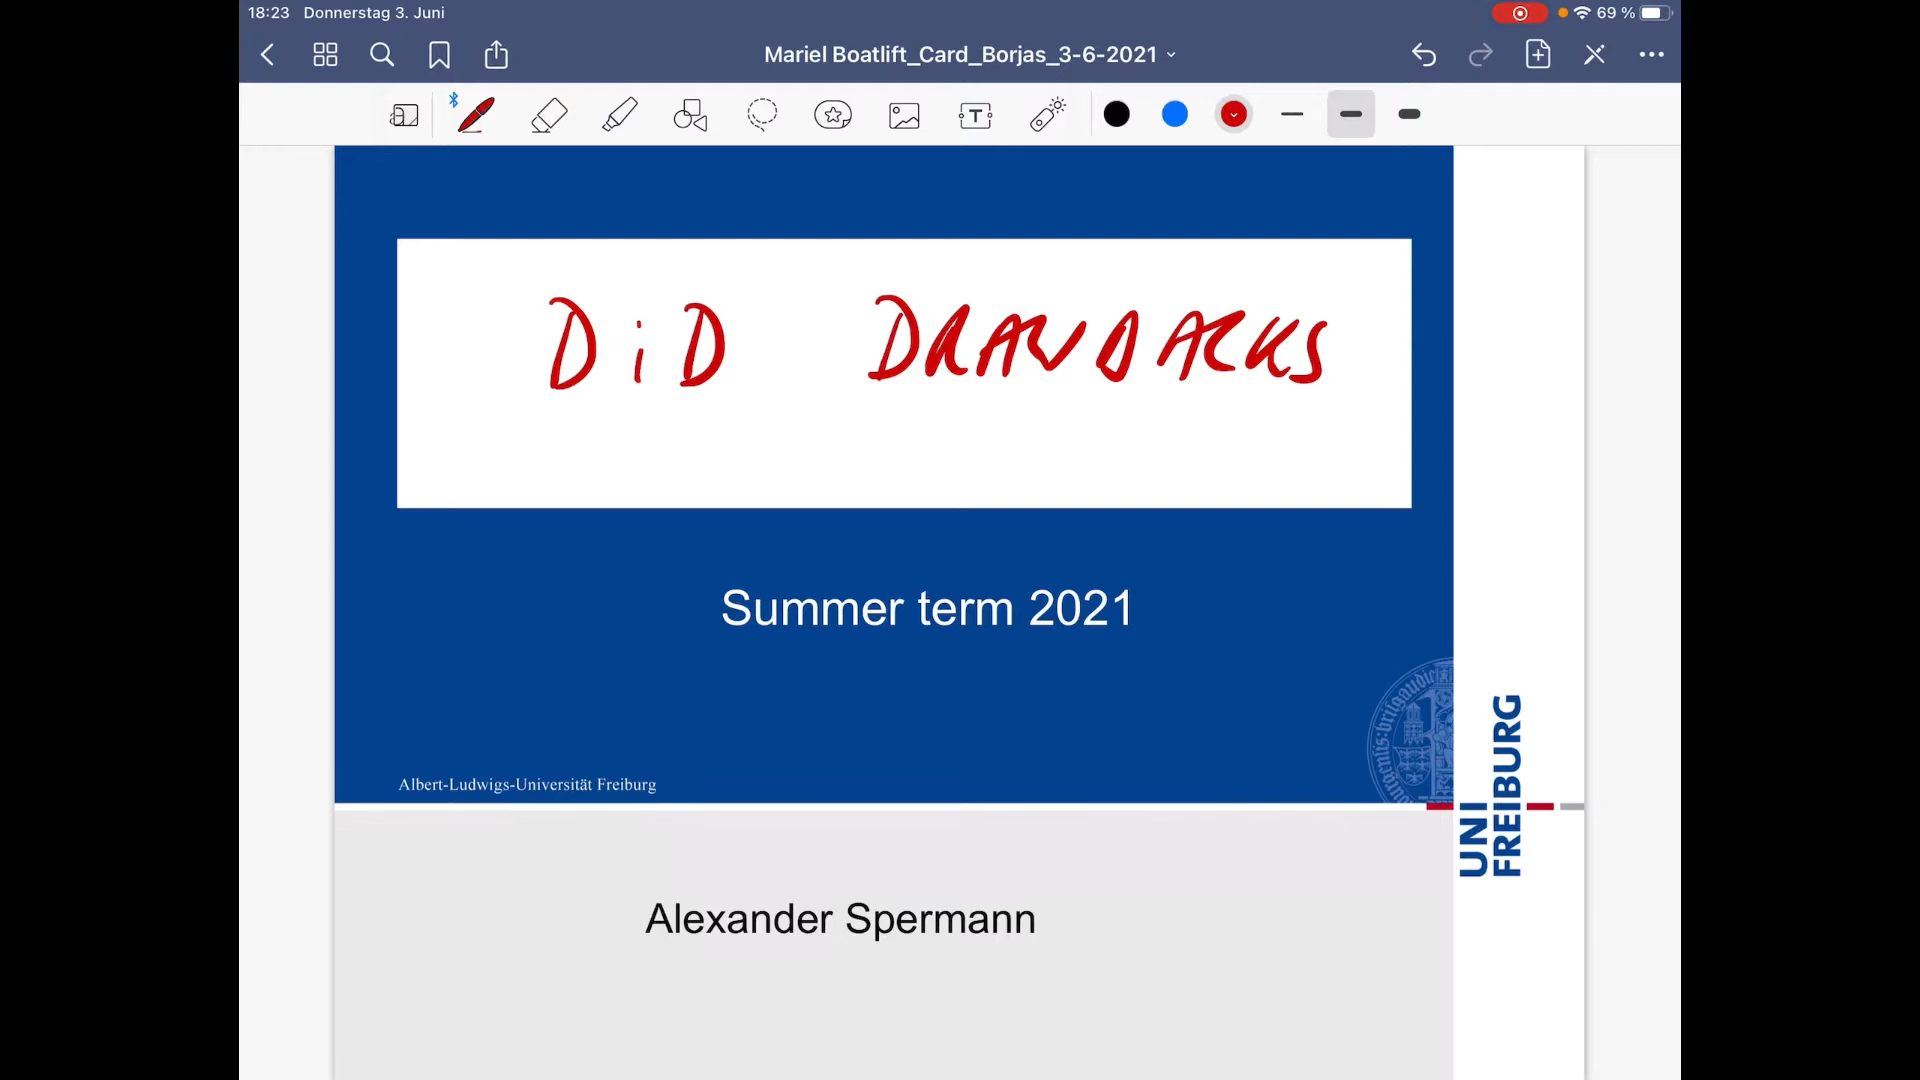 18:23 Donnerstag 3. Juni 69 %
Mariel Boatlift_Card_Borjas_3-6-2021
DiD DRAWBACKS
Summer term 2021
Albert-Ludwigs-Universität Freiburg
UNI
FREIBURG
Alexander Spermann